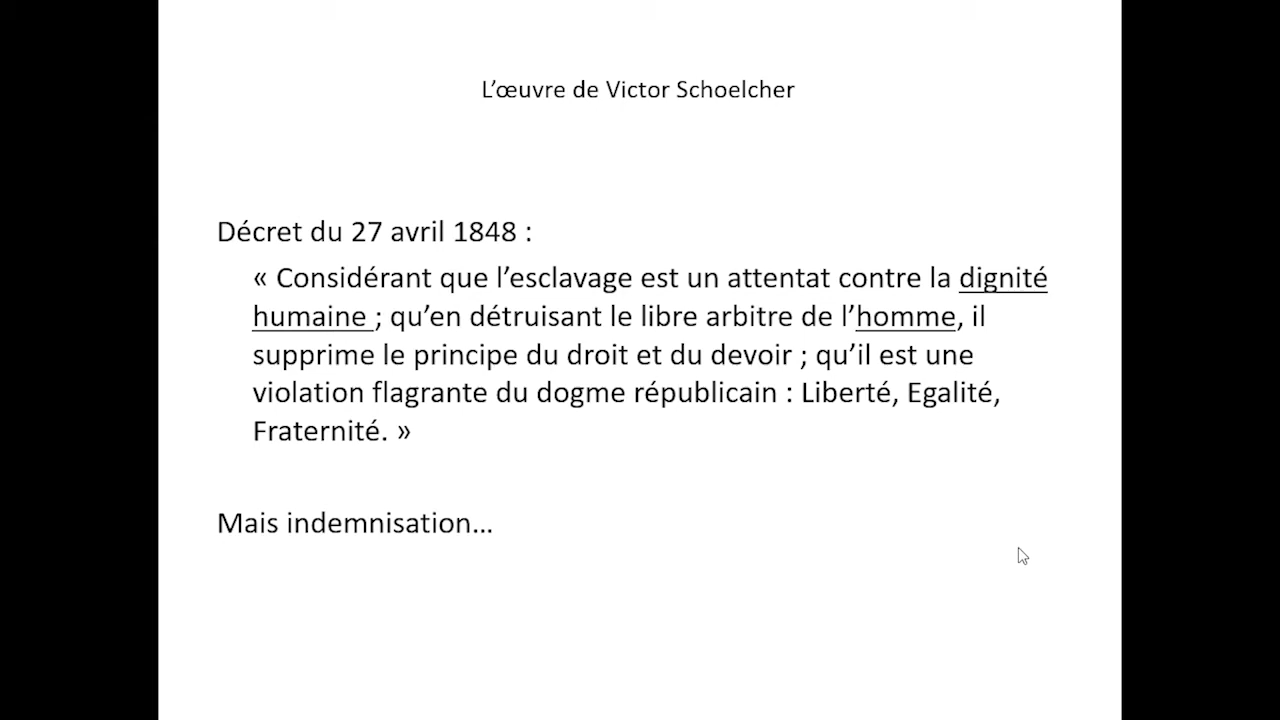 L’œuvre de Victor Schoelcher
Décret du 27 avril 1848 :
« Considérant que l’esclavage est un attentat contre la dignité
humaine ; qu’en détruisant le libre arbitre de l’homme, il
supprime le principe du droit et du devoir ; qu’il est une
violation flagrante du dogme républicain : Liberté, Egalité,
Fraternité. »
Mais indemnisation…